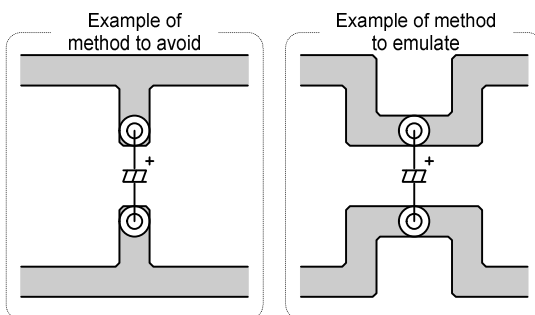 Example of
method to avoid
Example of method
to emulate
+
+